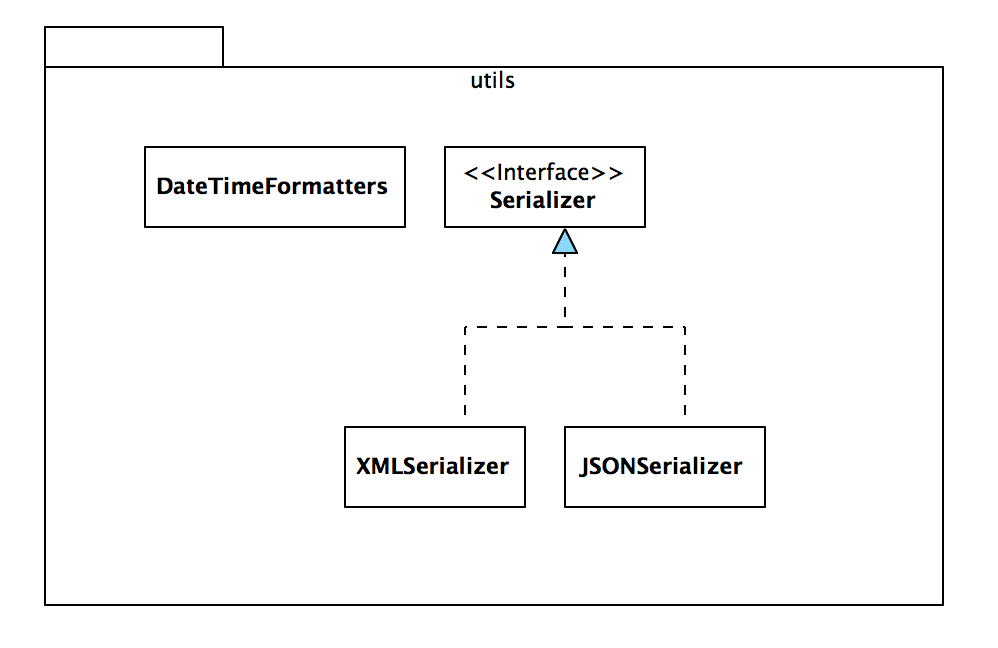 utils
DateTimeFormatters
<<Interface>>
Serializer
XMLSerializer
JSONSerializer